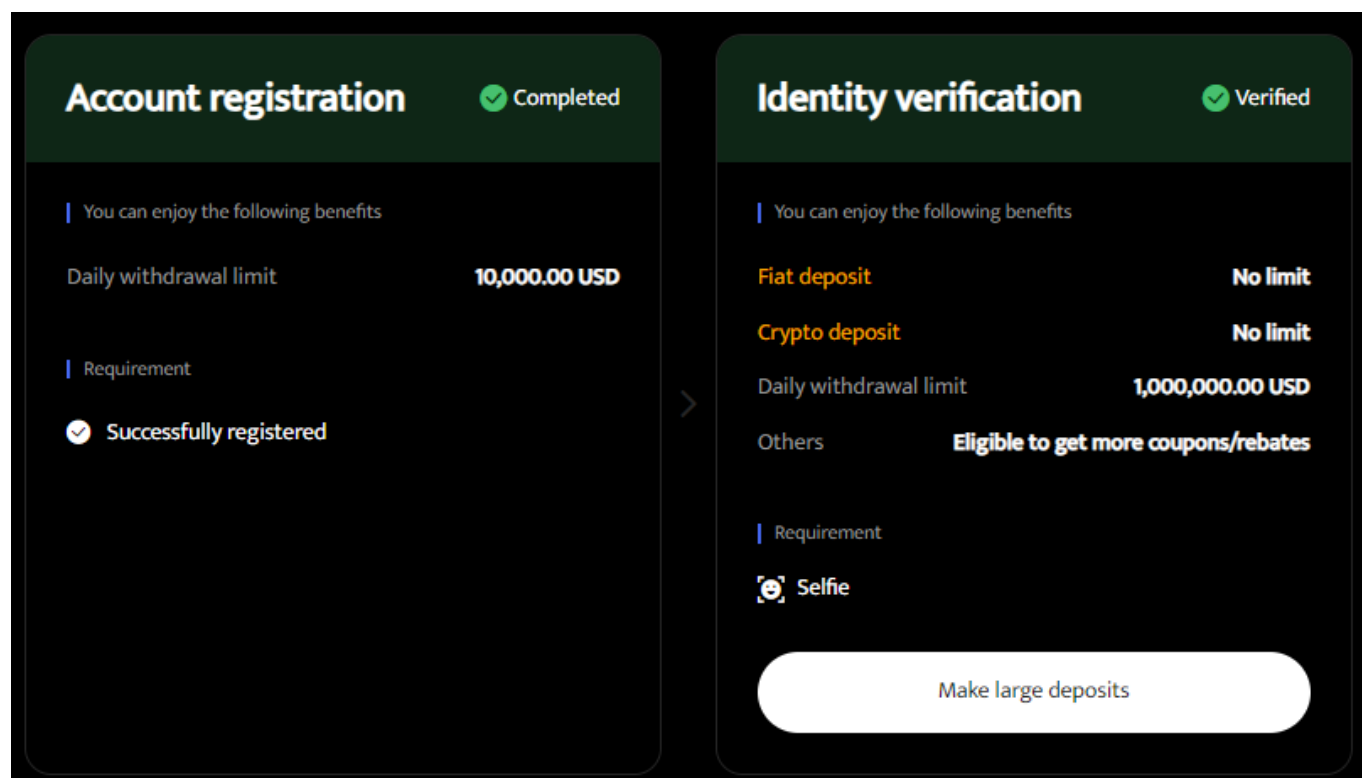 Account registration
Completed
You can enjoy the following benefits
Daily withdrawal limit 10,000.00 USD
Requirement
Successfully registered
Identity verification
Verified
You can enjoy the following benefits
Fiat deposit No limit
Crypto deposit No limit
Daily withdrawal limit 1,000,000.00 USD
Others Eligible to get more coupons/rebates
Requirement
Selfie
Make large deposits